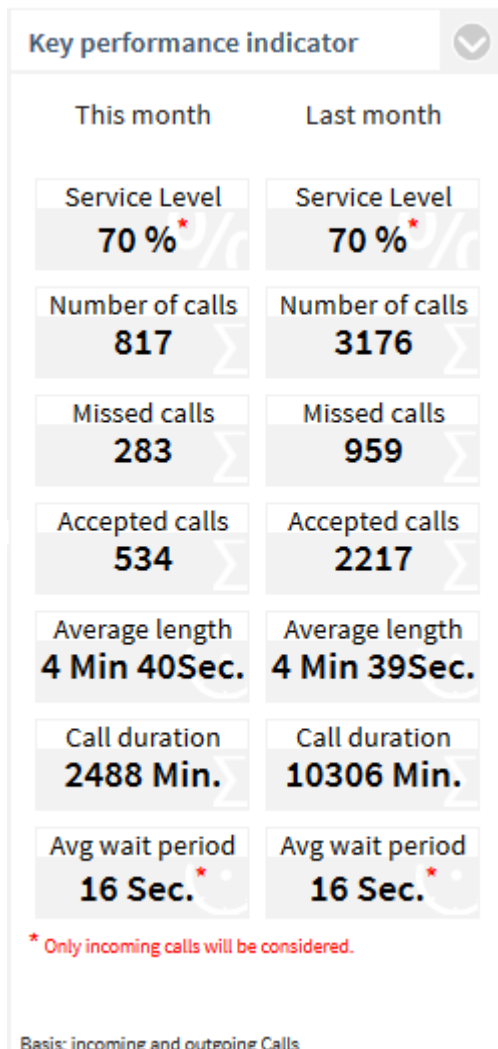 Key performance indicator
This month Last month
Service Level Service Level
70 %* 70 %*
Number of calls Number of calls
817 3176
Missed calls Missed calls
283 959
Accepted calls Accepted calls
534 2217
Average length Average length
4 Min 40Sec. 4 Min 39Sec.
Call duration Call duration
2488 Min. 10306 Min.
Avg wait period Avg wait period
16 Sec.* 16 Sec.*
* Only incoming calls will be considered.
Basis: incoming and outgoing Calls